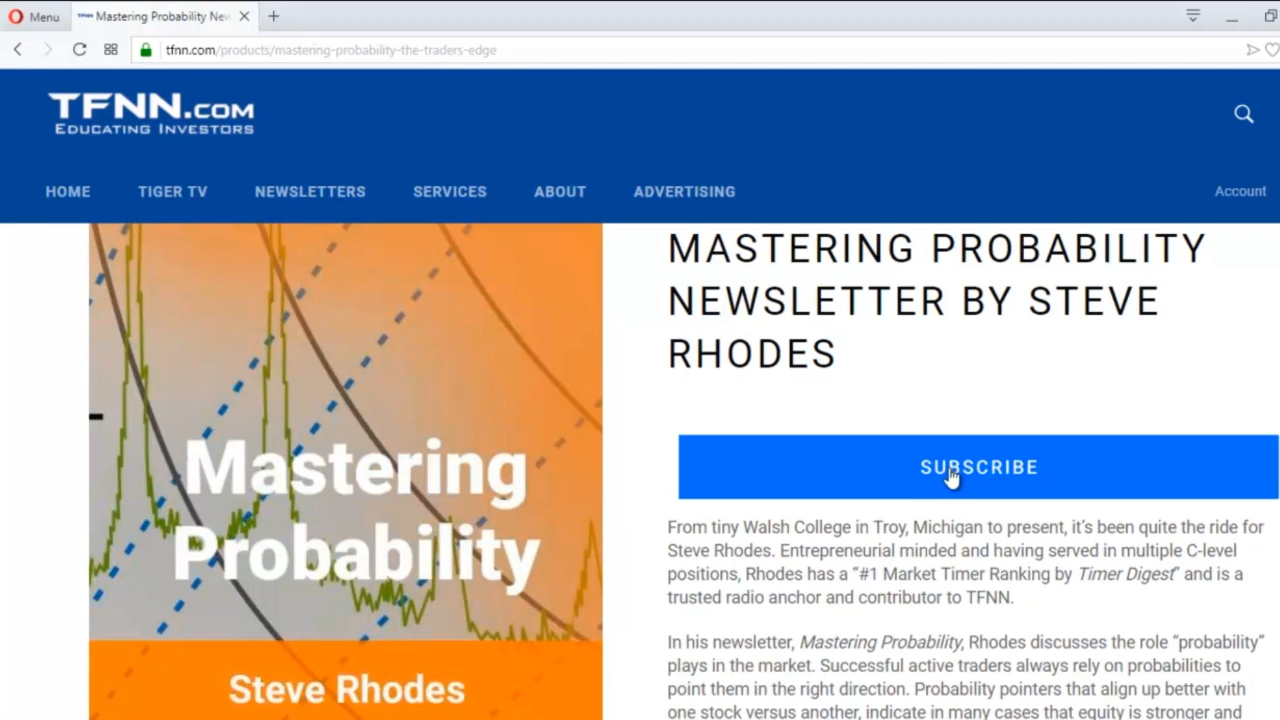 Menu
TFNN Mastering Probability New
tfnn.com/products/mastering-probability-the-traders-edge
TFNN.COM
EDUCATING INVESTORS
HOME TIGER TV NEWSLETTERS SERVICES ABOUT ADVERTISING Account
MASTERING PROBABILITY
NEWSLETTER BY STEVE
RHODES
Mastering
Probability
Steve Rhodes
SUBSCRIBE
From tiny Walsh College in Troy, Michigan to present, it’s been quite the ride for
Steve Rhodes. Entrepreneurial minded and having served in multiple C-level
positions, Rhodes has a “#1 Market Timer Ranking by Timer Digest” and is a
trusted radio anchor and contributor to TFNN.
In his newsletter, Mastering Probability, Rhodes discusses the role “probability”
plays in the market. Successful active traders always rely on probabilities to
point them in the right direction. Probability pointers that align up better with
one stock versus another, indicate in many cases that equity is stronger and